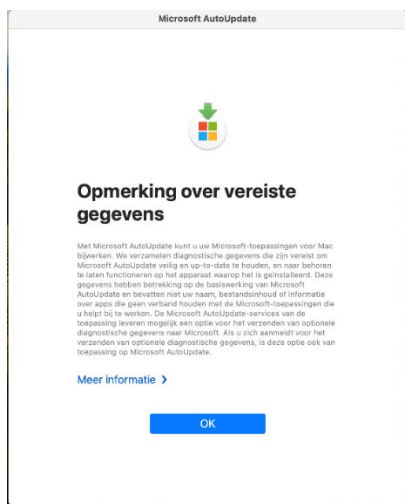 Microsoft AutoUpdate
Opmerking over vereiste
gegevens
Met Microsoft AutoUpdate kunt u uw Microsoft-toepassingen voor Mac
bijwerken. We verzamelen diagnostische gegevens die zijn vereist om
Microsoft AutoUpdate veilig en up-to-date te houden, en naar behoren
te laten functioneren op het apparaat waarop het is geïnstalleerd. Deze
gegevens hebben betrekking op de basiswerking van Microsoft
AutoUpdate en bevatten niet uw naam, bestandsinhoud of informatie
over apps die geen verband houden met de Microsoft-toepassingen die
u helpt bij te werken. De Microsoft AutoUpdate-services van de
toepassing leveren mogelijk een optie voor het verzenden van optionele
diagnostische gegevens naar Microsoft. Als u zich aanmeldt voor het
verzenden van optionele diagnostische gegevens, is deze optie ook van
toepassing op Microsoft AutoUpdate.
Meer informatie
OK